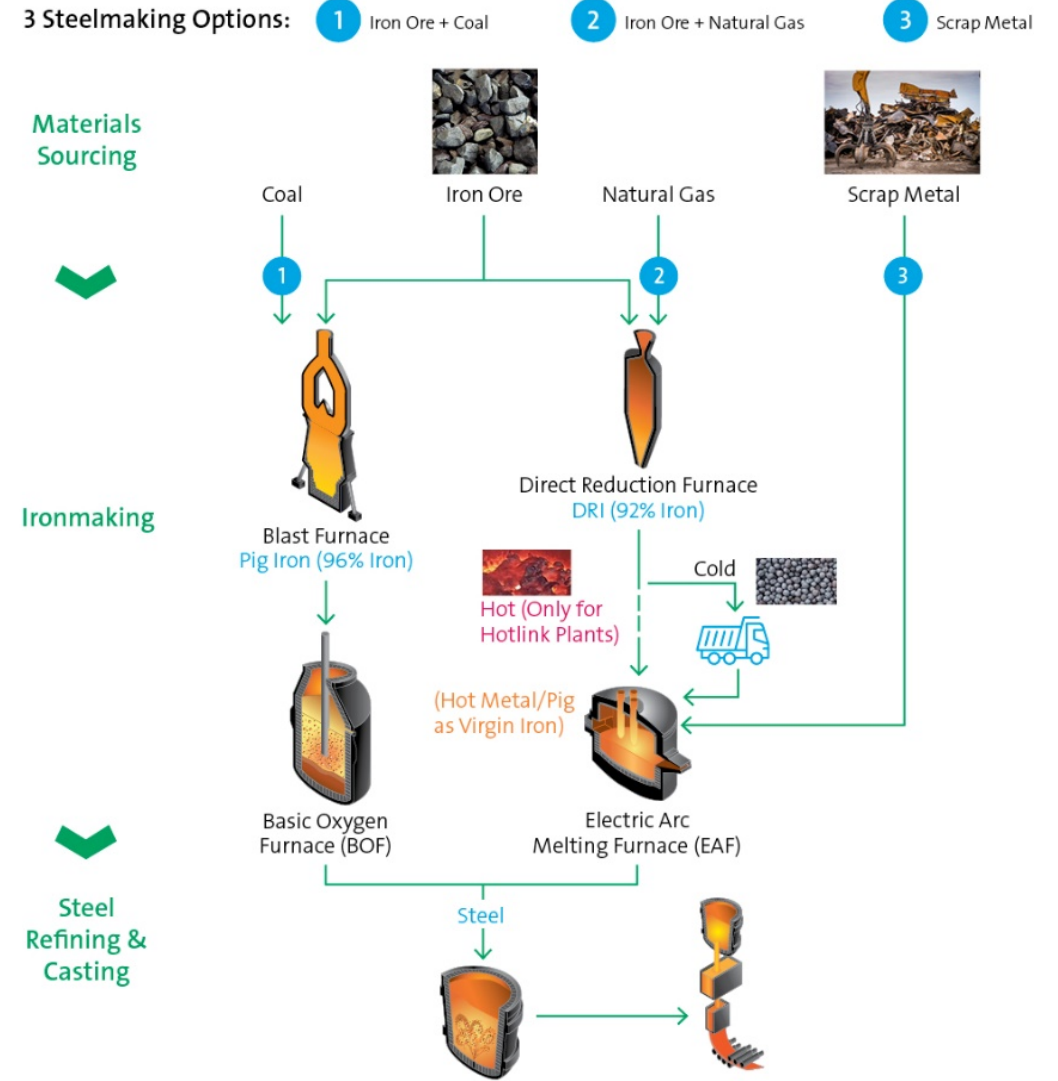 3 Steelmaking Options:
1 Iron Ore + Coal
2 Iron Ore + Natural Gas
3 Scrap Metal
Materials
Sourcing
Coal
Iron Ore
Natural Gas
Scrap Metal
1
2
3
Ironmaking
Blast Furnace
Pig Iron (96% Iron)
Direct Reduction Furnace
DRI (92% Iron)
Hot (Only for
Hotlink Plants)
Cold
(Hot Metal/Pig
as Virgin Iron)
Basic Oxygen
Furnace (BOF)
Electric Arc
Melting Furnace (EAF)
Steel
Refining &
Casting
Steel